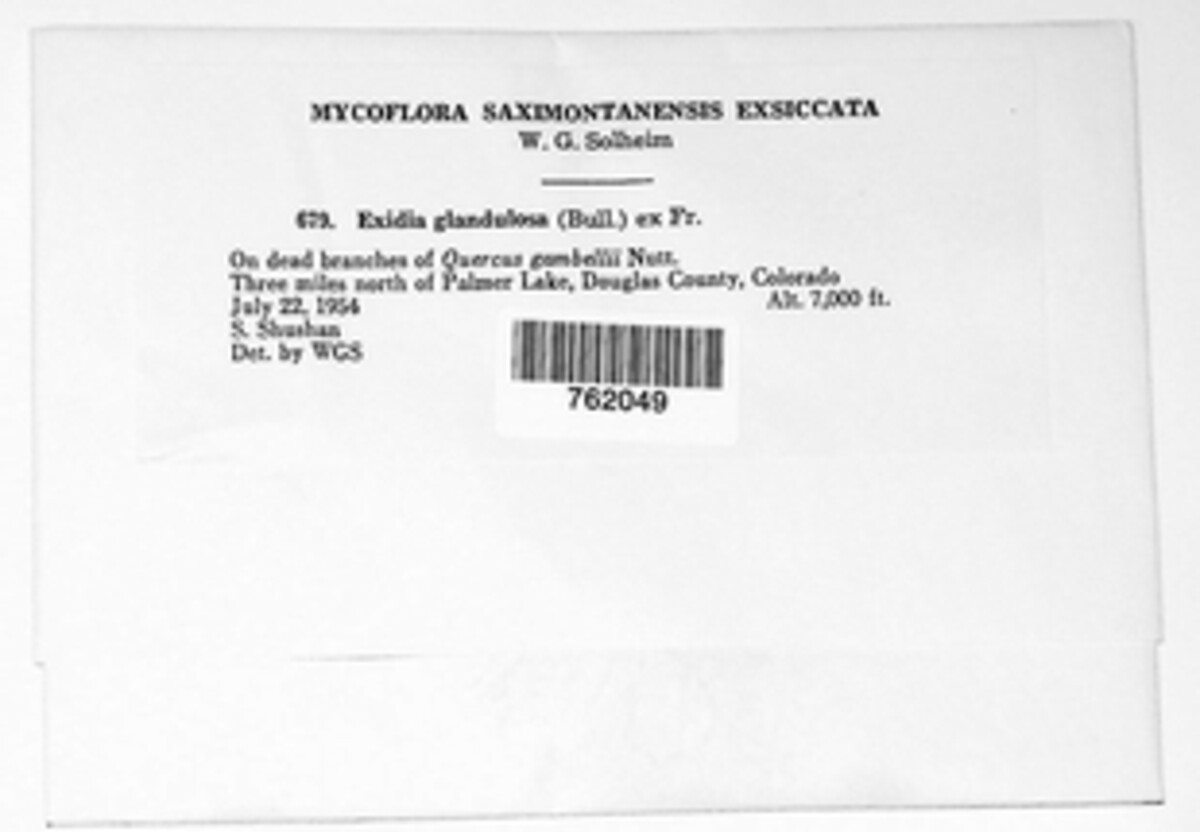 MYCOFLORA SAXIMONTANENSIS EXSICCATA
W. G. Solheim
679. Exidia glandulosa (Bull.) ex Fr.
On dead branches of Quercus gambellii Nutt.
Three miles north of Palmer Lake, Douglas County, Colorado
July 22, 1954 Alt. 7,000 ft.
S. Shushan
Det. by WGS
762049